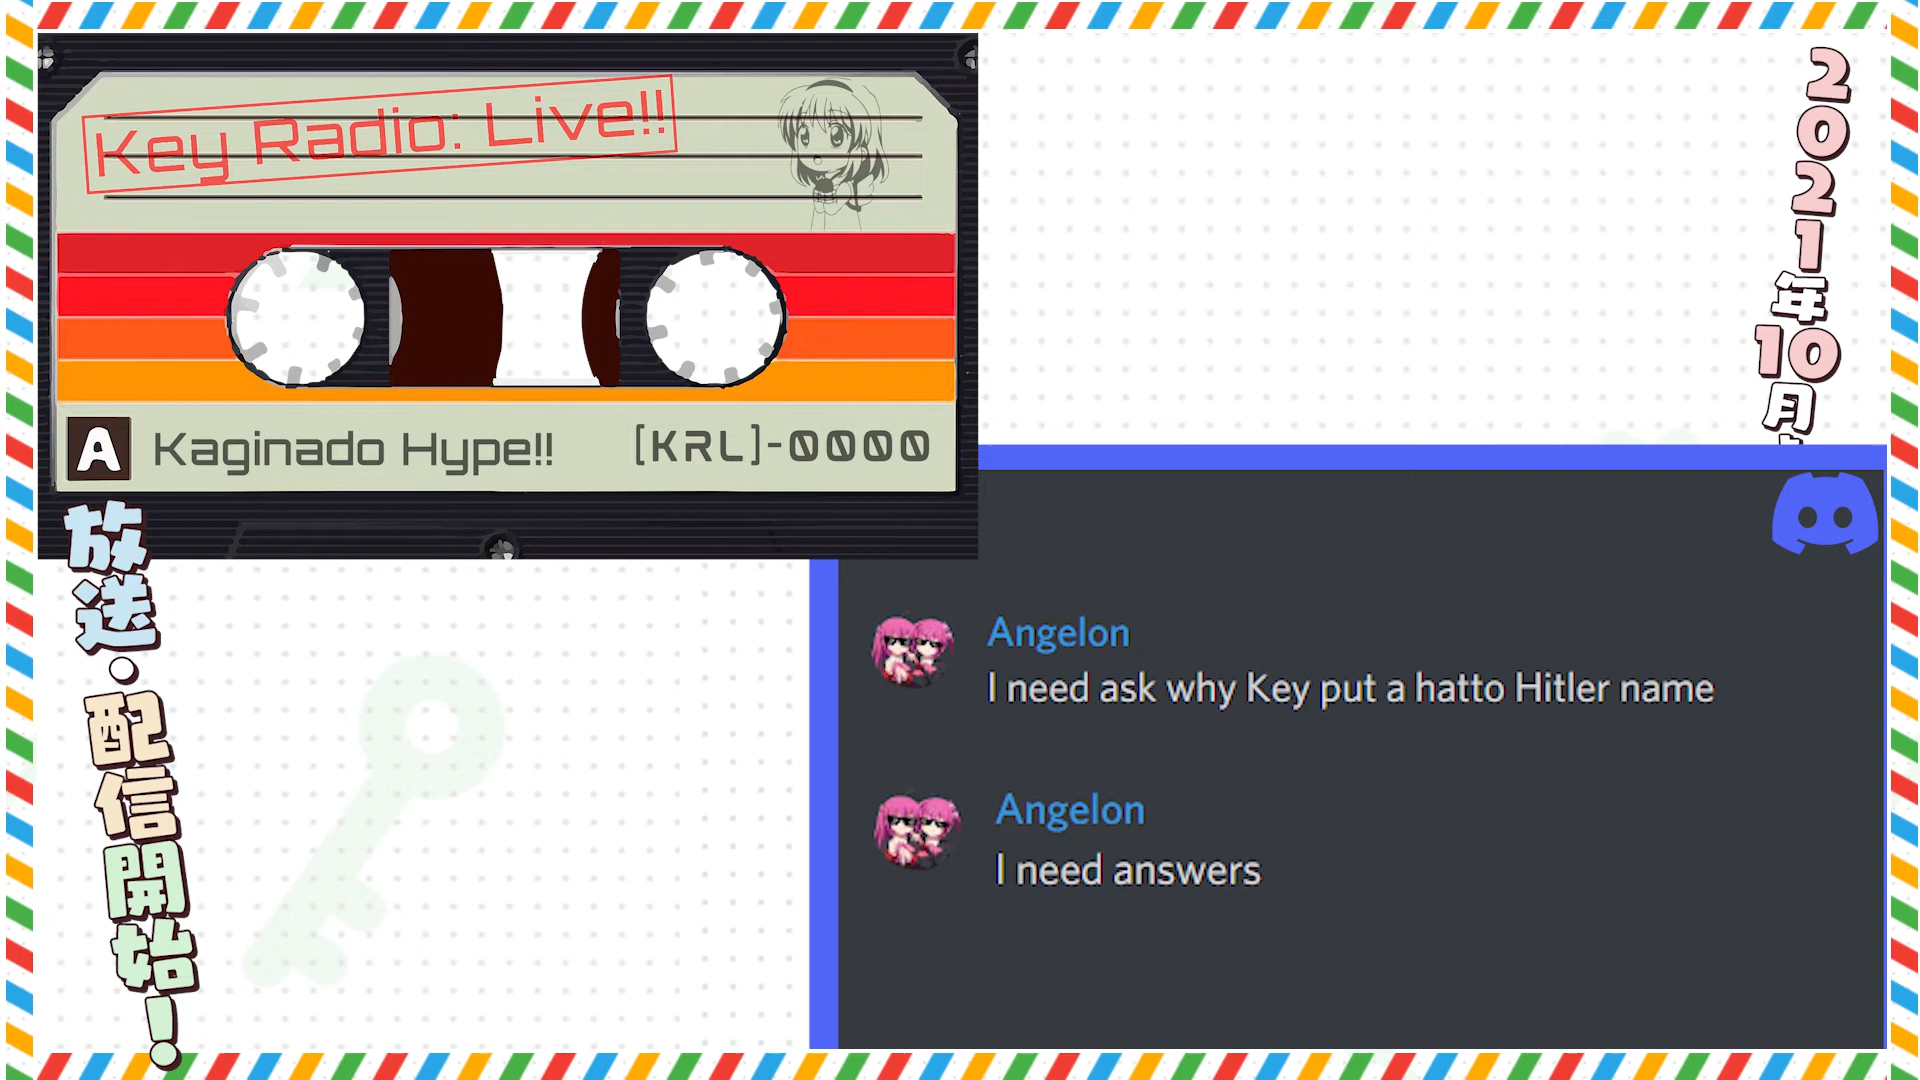 Key Radio: Live!!
A
Kaginado Hype!!
[KRL]-0000
2021年10月
放送・配信開始！
Angelon
I need ask why Key put a hatto Hitler name
Angelon
I need answers